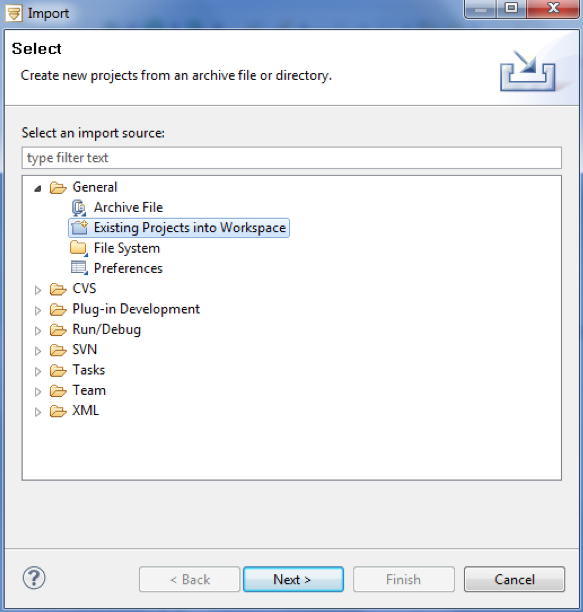 Import
Select
Create new projects from an archive file or directory.
Select an import source:
type filter text
General
Archive File
Existing Projects into Workspace
File System
Preferences
CVS
Plug-in Development
Run/Debug
SVN
Tasks
Team
XML
? < Back Next > Finish Cancel